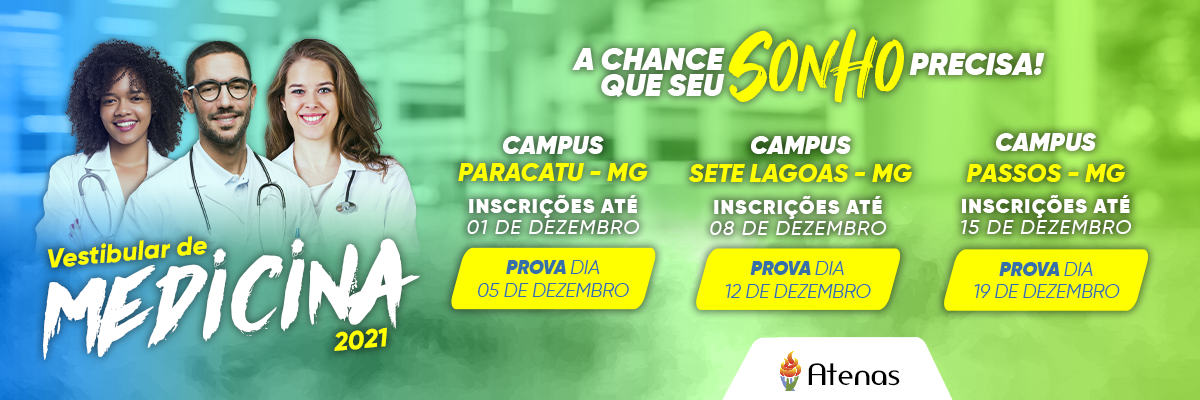 A CHANCE
QUE SEU
SONHO
PRECISA!
Vestibular de
MEDICINA
2021
CAMPUS
PARACATU - MG
INSCRIÇÕES ATÉ
01 DE DEZEMBRO
PROVA DIA
05 DE DEZEMBRO
CAMPUS
SETE LAGOAS - MG
INSCRIÇÕES ATÉ
08 DE DEZEMBRO
PROVA DIA
12 DE DEZEMBRO
CAMPUS
PASSOS - MG
INSCRIÇÕES ATÉ
15 DE DEZEMBRO
PROVA DIA
19 DE DEZEMBRO
Atenas